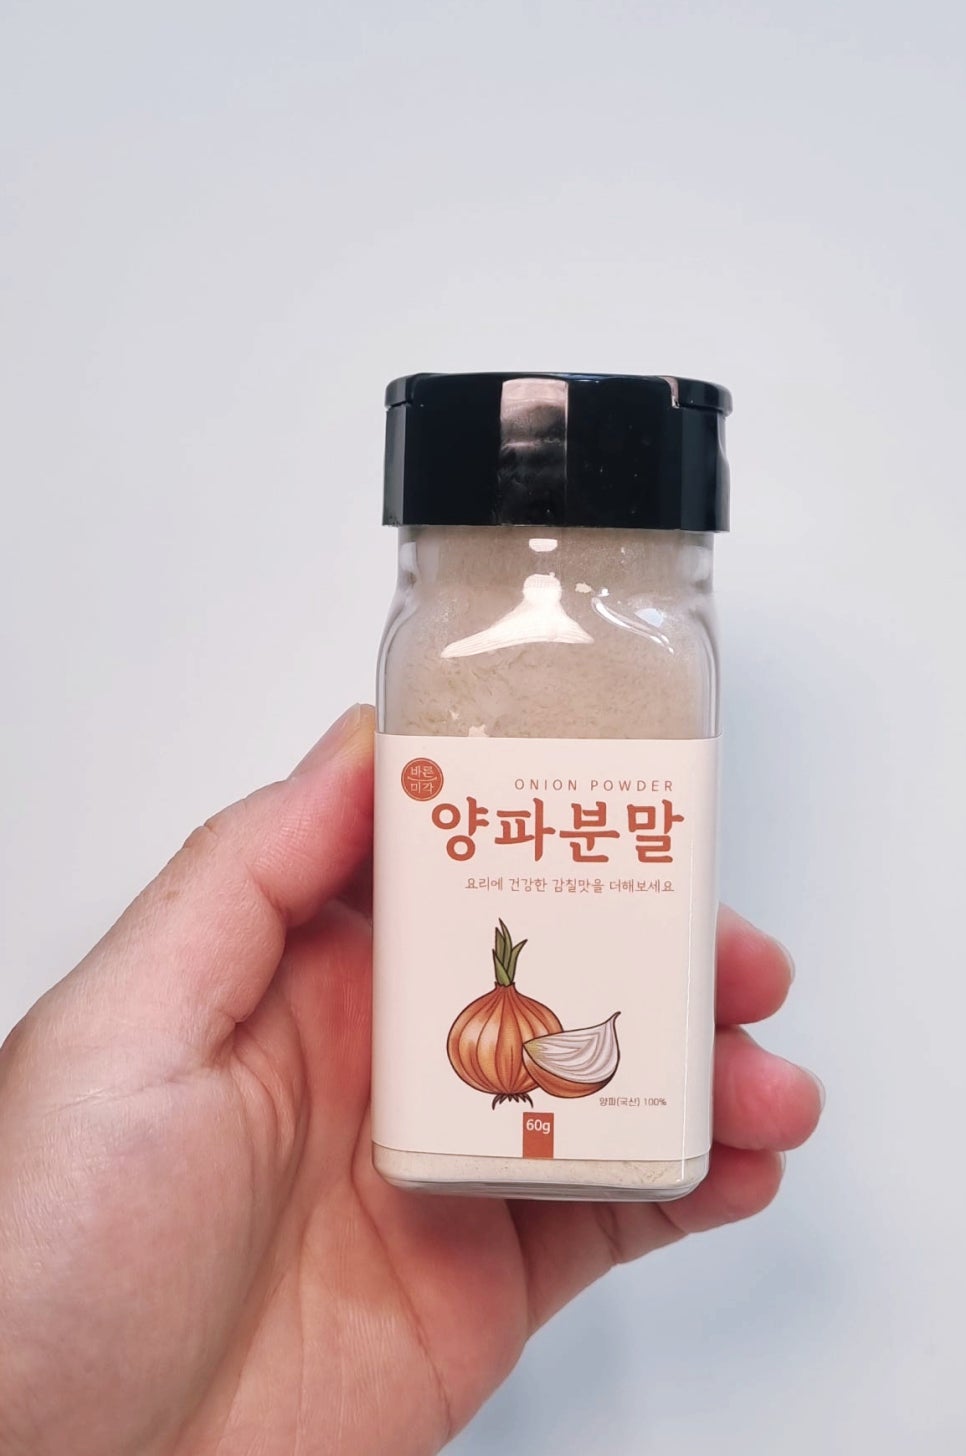 바른
미각
ONION POWDER
양파분말
요리에 건강한 감칠맛을 더해보세요
양파(국산) 100%
60g